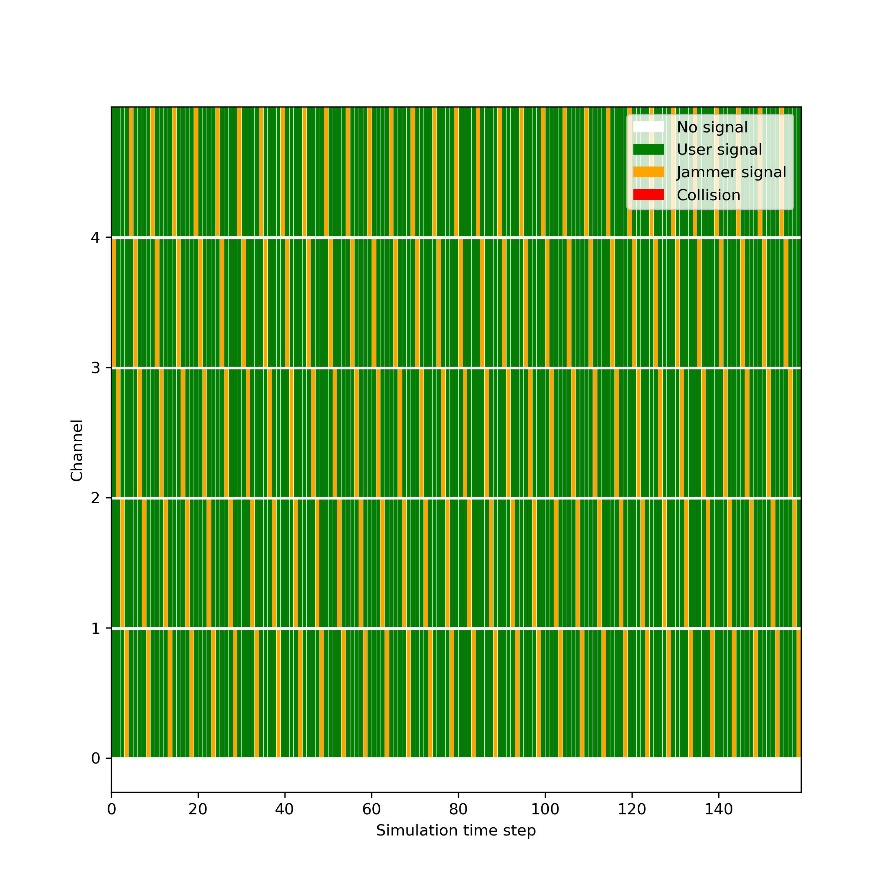 No signal
User signal
Jammer signal
Collision
4
3
2
1
0
Channel
0 20 40 60 80 100 120 140
Simulation time step